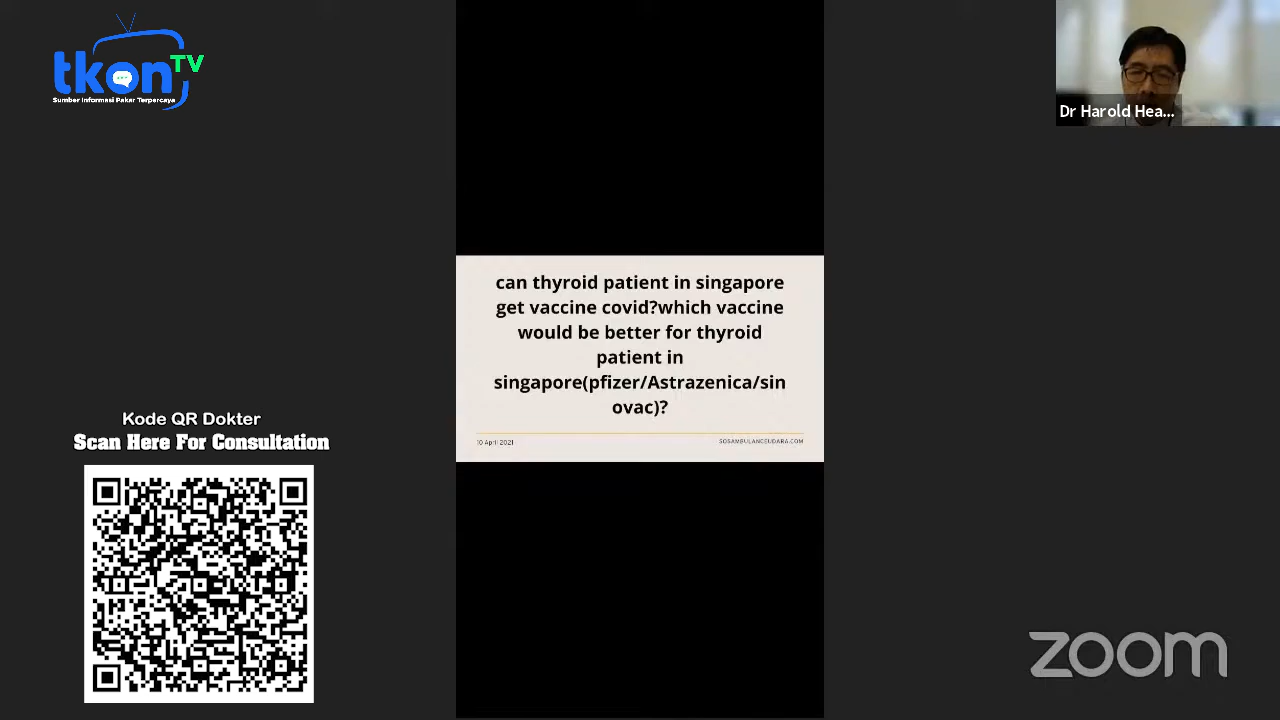 tkon TV
Sumber Informasi Pakar Terpercaya
Dr Harold Hea...
can thyroid patient in singapore
get vaccine covid?which vaccine
would be better for thyroid
patient in
singapore(pfizer/Astrazenica/sin
ovac)?
10 April 2021
SOSAMBULANCEUDARA.COM
Kode QR Dokter
Scan Here For Consultation
zoom